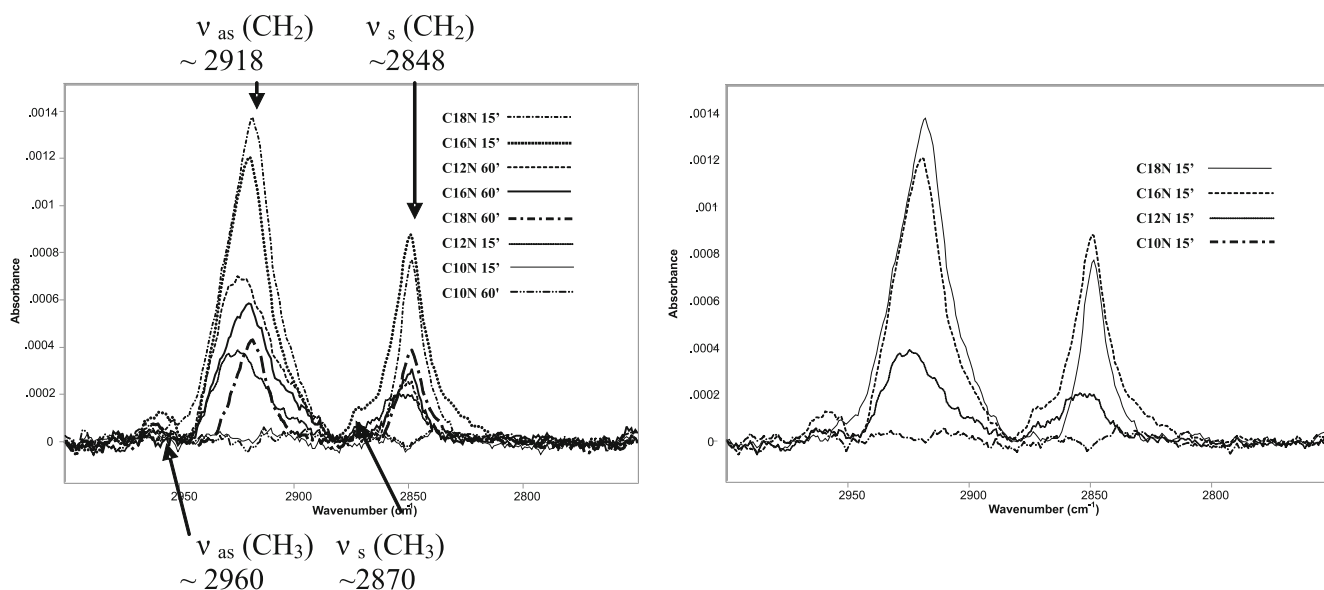 ν as (CH₂)
~ 2918
ν s (CH₂)
~2848
.0014
.0012
.001
.0008
.0006
.0004
.0002
0
Absorbance
C18N 15'
C16N 15'
C12N 60'
C16N 60'
C18N 60'
C12N 15'
C10N 15'
C10N 60'
2950
2900
2850
2800
Wavenumber (cm⁻¹)
ν as (CH₃)
~ 2960
ν s (CH₃)
~2870
.0014
.0012
.001
.0008
.0006
.0004
.0002
0
Absorbance
C18N 15'
C16N 15'
C12N 15'
C10N 15'
2950
2900
2850
2800
Wavenumber (cm⁻¹)